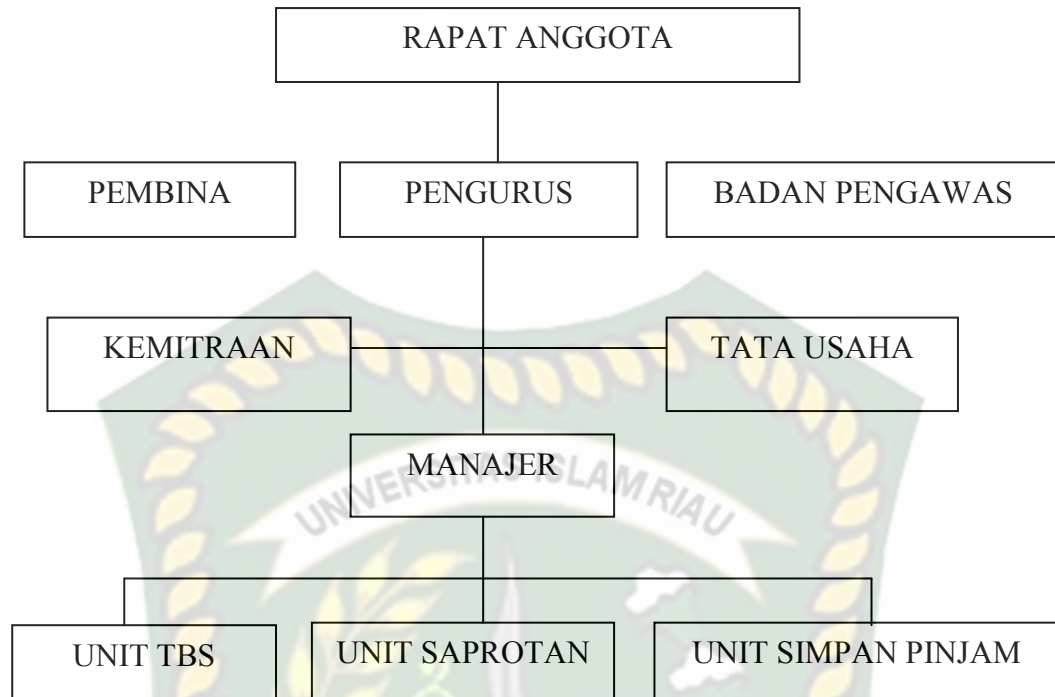 RAPAT ANGGOTA
PEMBINA
PENGURUS
BADAN PENGAWAS
KEMITRAAN
TATA USAHA
MANAJER
UNIVERSITAS ISLAM RIAU
UNIT TBS
UNIT SAPROTAN
UNIT SIMPAN PINJAM